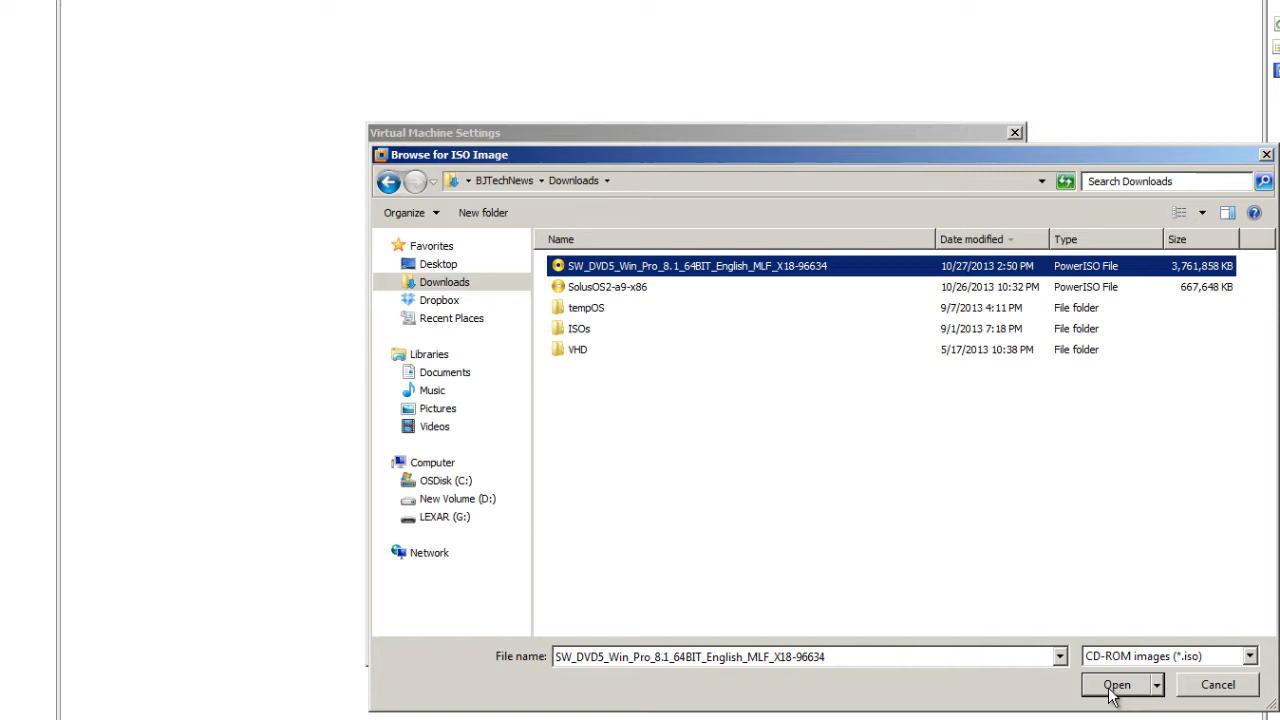 Virtual Machine Settings
Browse for ISO Image
BJTechNews Downloads Search Downloads
Organize New folder
Name Date modified Type Size
Favorites
Desktop
Downloads
Dropbox
Recent Places
Libraries
Documents
Music
Pictures
Videos
Computer
OSDisk (C:)
New Volume (D:)
LEXAR (G:)
Network
SW_DVD5_Win_Pro_8.1_64BIT_English_MLF_X18-96634 10/27/2013 2:50 PM PowerISO File 3,761,858 KB
SolusOS2-a9-x86 10/26/2013 10:32 PM PowerISO File 667,648 KB
tempOS 9/7/2013 4:11 PM File folder
ISOs 9/1/2013 7:18 PM File folder
VHD 5/17/2013 10:38 PM File folder
File name: SW_DVD5_Win_Pro_8.1_64BIT_English_MLF_X18-96634 CD-ROM images (*.iso)
Open Cancel